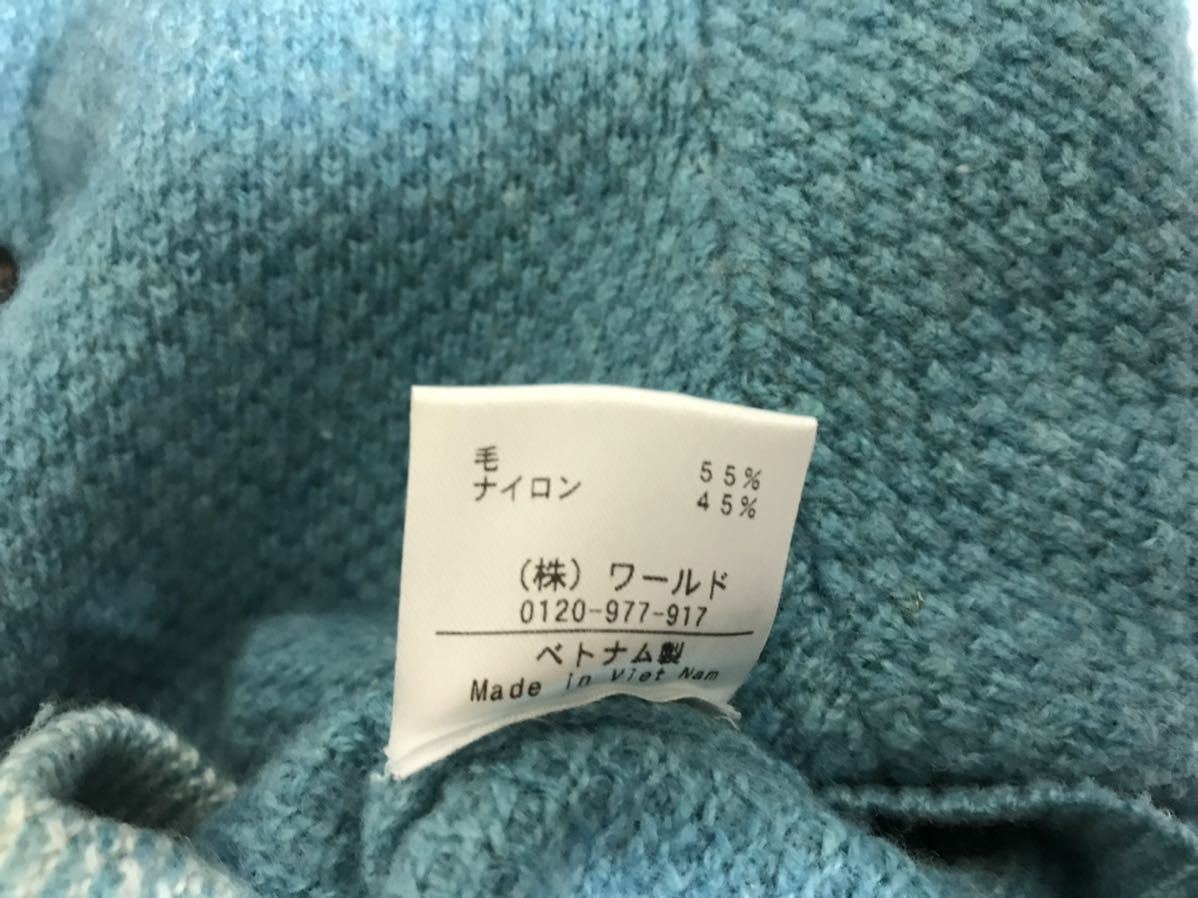 毛 55%
ナイロン 45%
(株) ワールド
0120-977-917
ベトナム製
Made in Viet Nam